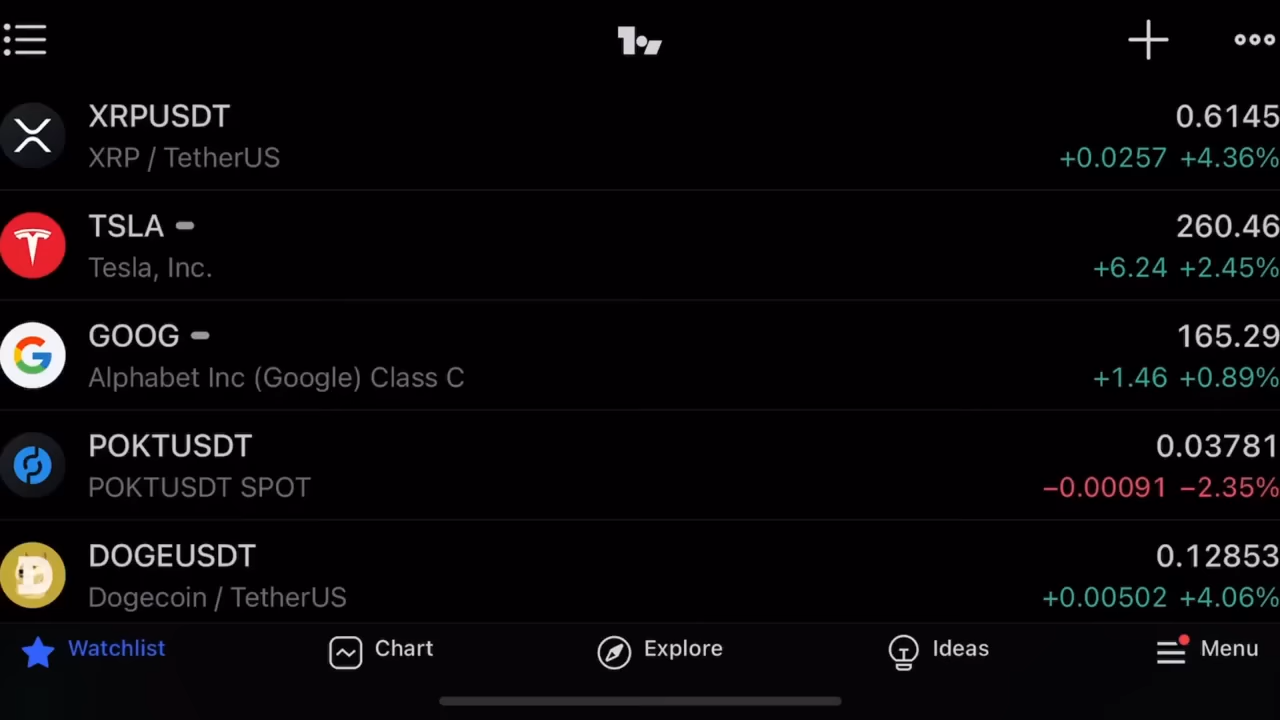 XRPUSDT
0.6145
XRP / TetherUS
+0.0257 +4.36%
TSLA
260.46
Tesla, Inc.
+6.24 +2.45%
GOOG
165.29
Alphabet Inc (Google) Class C
+1.46 +0.89%
POKTUSDT
0.03781
POKTUSDT SPOT
−0.00091 −2.35%
DOGEUSDT
0.12853
Dogecoin / TetherUS
+0.00502 +4.06%
Watchlist
Chart
Explore
Ideas
Menu